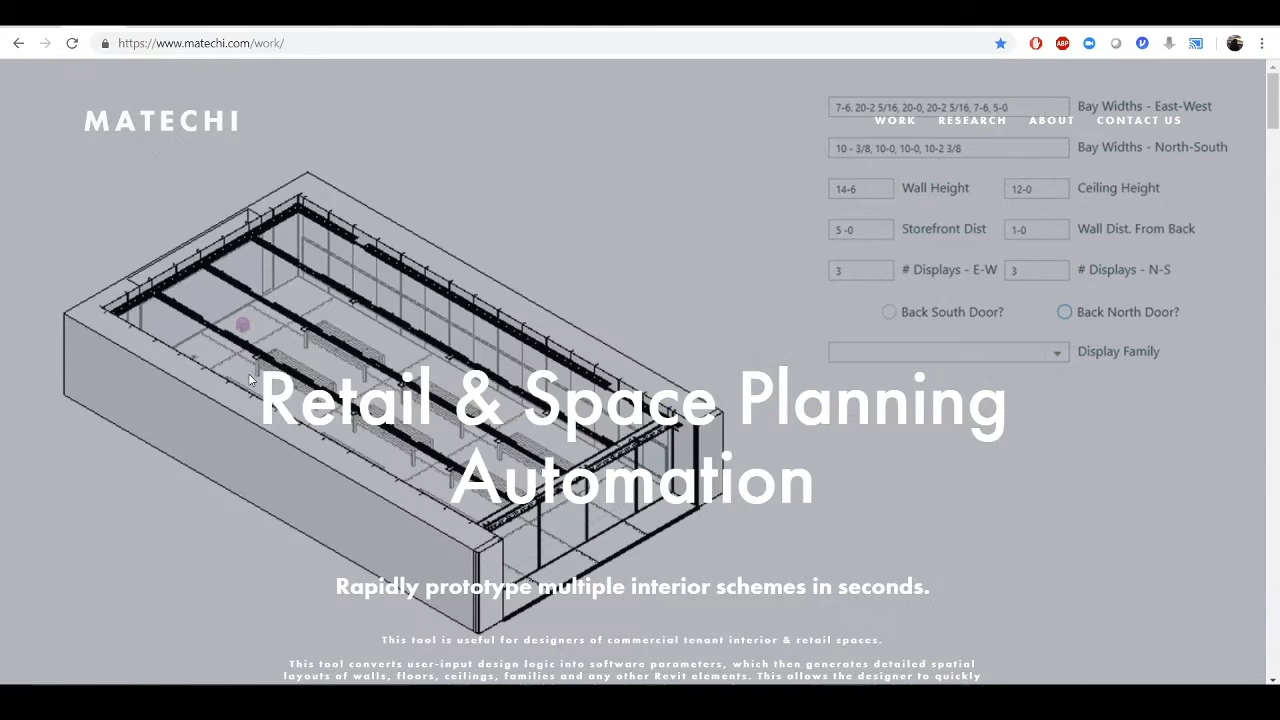 https://www.matechi.com/work/
ABP
MATECHI
WORK RESEARCH ABOUT CONTACT US
7-6. 20-2 5/16, 20-0, 20-2 5/16, 7-6, 5-0 Bay Widths - East-West
10 - 3/8, 10-0, 10-0, 10-2 3/8 Bay Widths - North-South
14-6 Wall Height 12-0 Ceiling Height
5 -0 Storefront Dist 1-0 Wall Dist. From Back
3 # Displays - E-W 3 # Displays - N-S
Back South Door? Back North Door?
Display Family
Retail & Space Planning
Automation
Rapidly prototype multiple interior schemes in seconds.
This tool is useful for designers of commercial tenant interior & retail spaces.
This tool converts user-input design logic into software parameters, which then generates detailed spatial
layouts of walls, floors, ceilings, families and any other Revit elements. This allows the designer to quickly